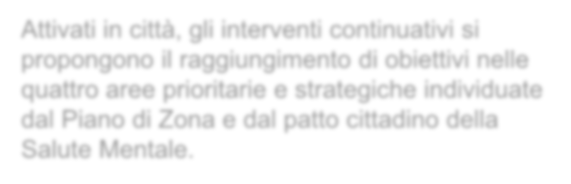 Attivati in città, gli interventi continuativi si
propongono il raggiungimento di obiettivi nelle
quattro aree prioritarie e strategiche individuate
dal Piano di Zona e dal patto cittadino della
Salute Mentale.